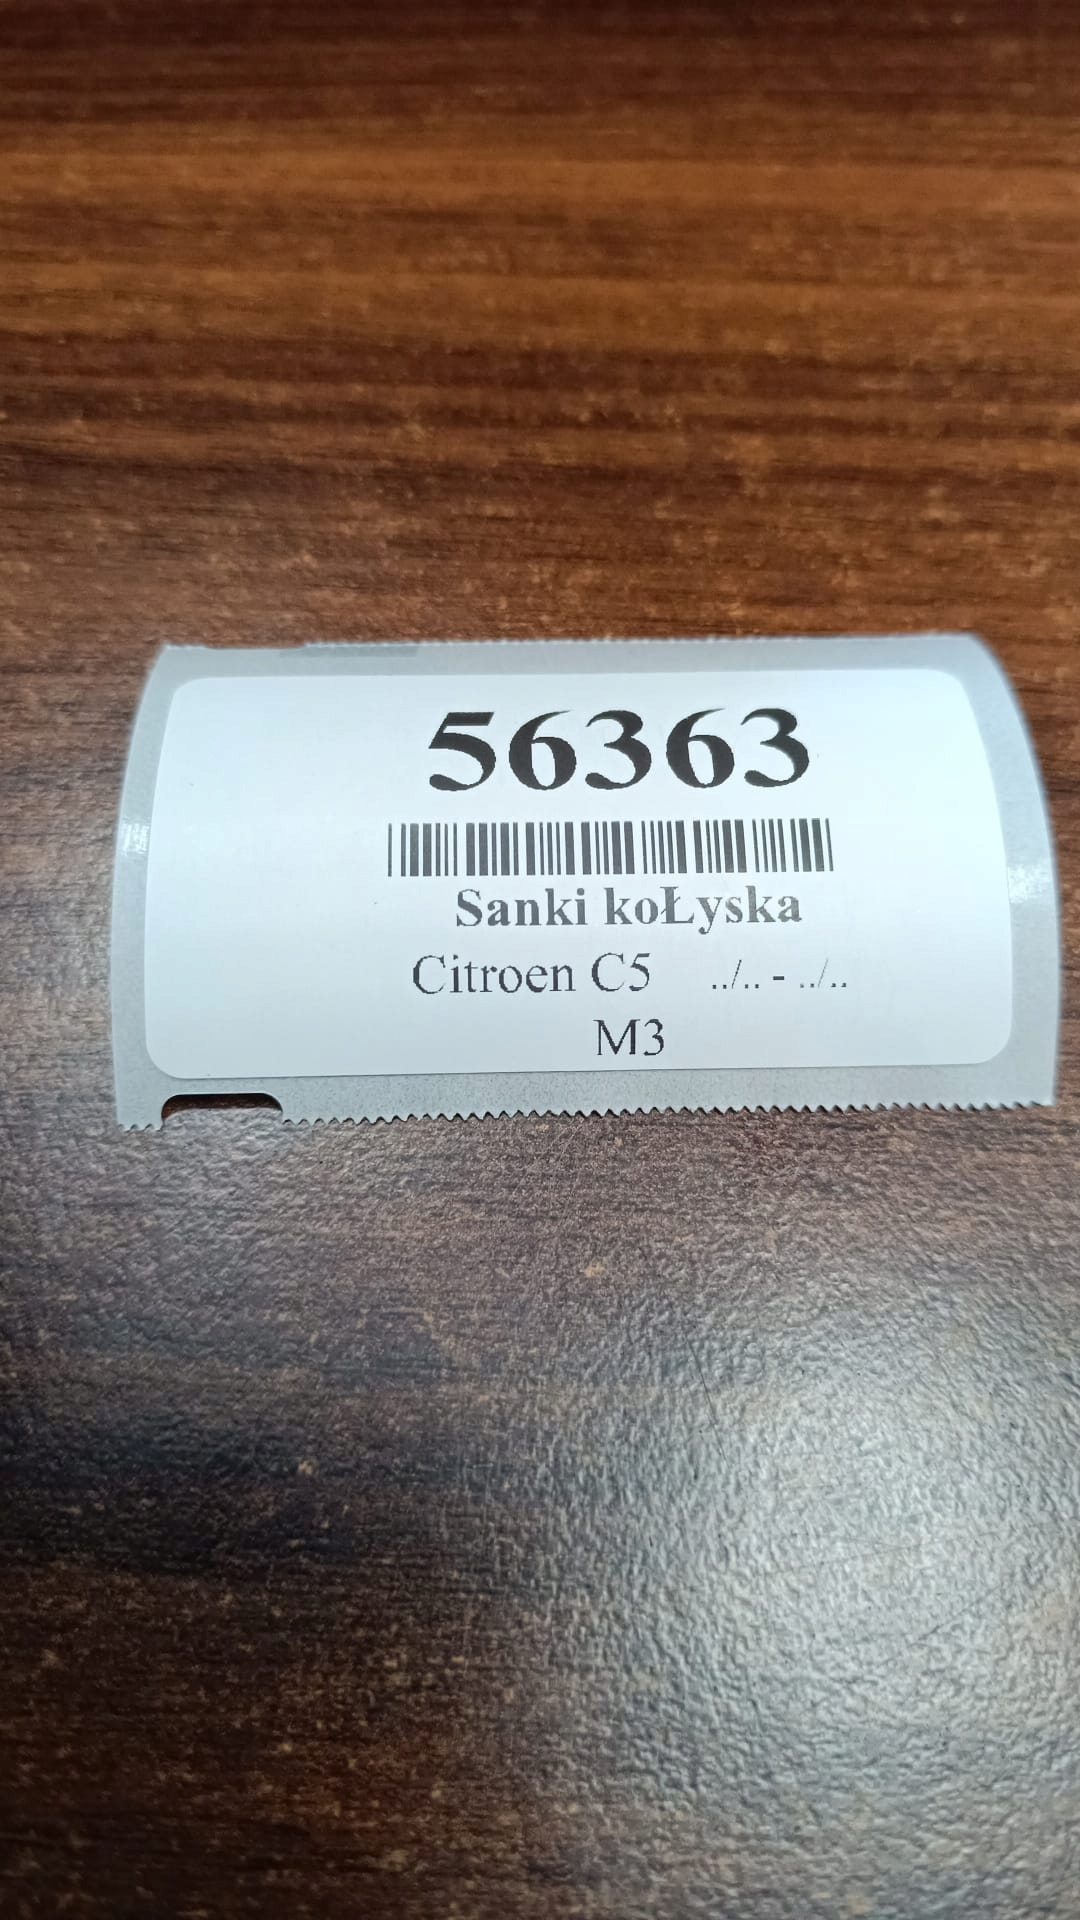 56363
Sanki koŁyska
Citroen C5 ../.. - ../..
M3